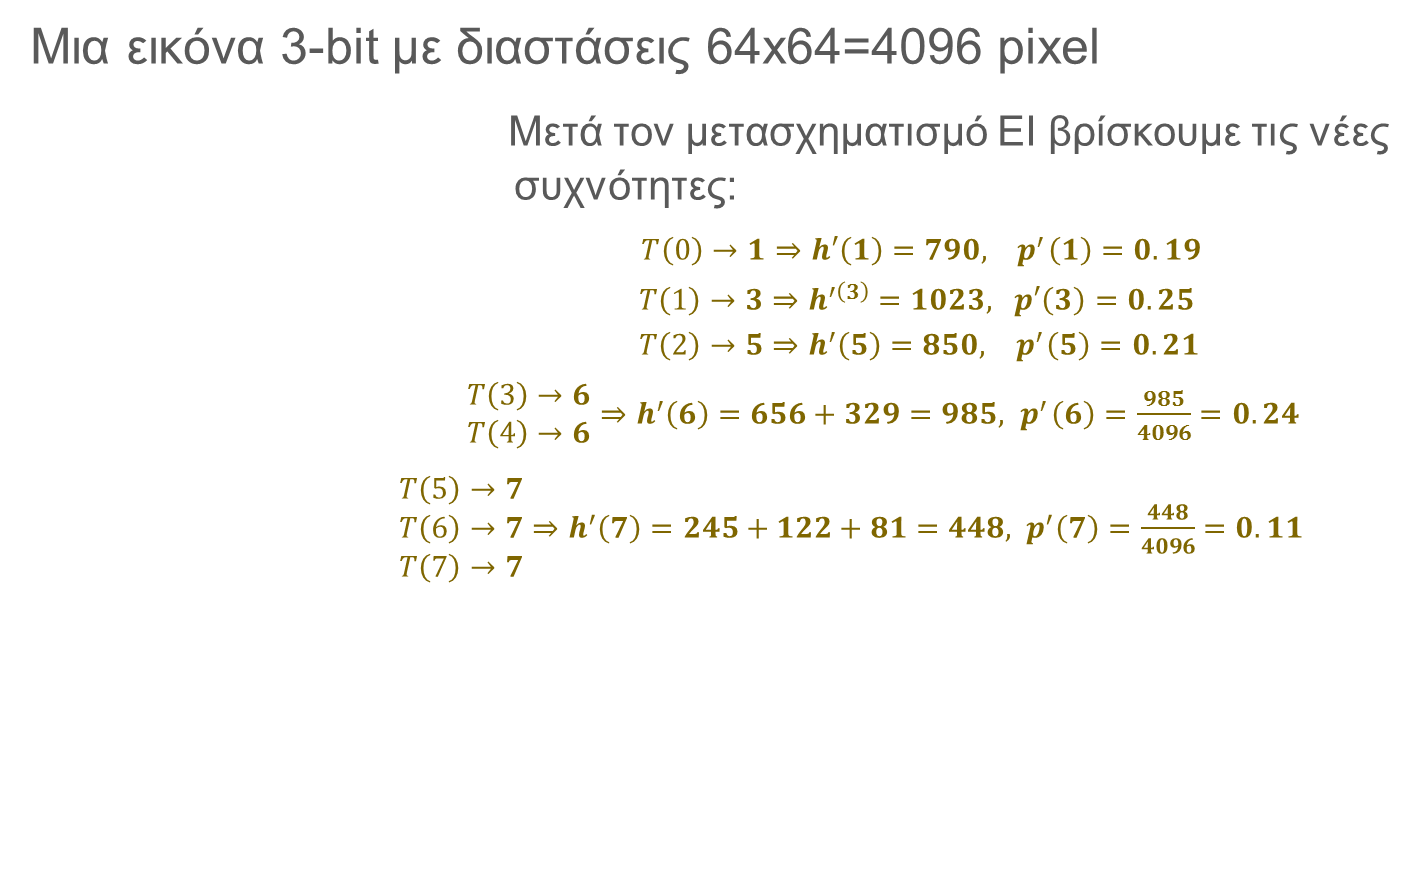 Μια εικόνα 3-bit με διαστάσεις 64x64=4096 pixel
Μετά τον μετασχηματισμό ΕΙ βρίσκουμε τις νέες
συχνότητες:
T(0) → 1 ⇒ h′(1) = 790, p′(1) = 0.19
T(1) → 3 ⇒ h′⁽³⁾ = 1023, p′(3) = 0.25
T(2) → 5 ⇒ h′(5) = 850, p′(5) = 0.21
T(3) → 6
T(4) → 6
⇒ h′(6) = 656 + 329 = 985, p′(6) = 985/4096 = 0.24
T(5) → 7
T(6) → 7 ⇒ h′(7) = 245 + 122 + 81 = 448, p′(7) = 448/4096 = 0.11
T(7) → 7